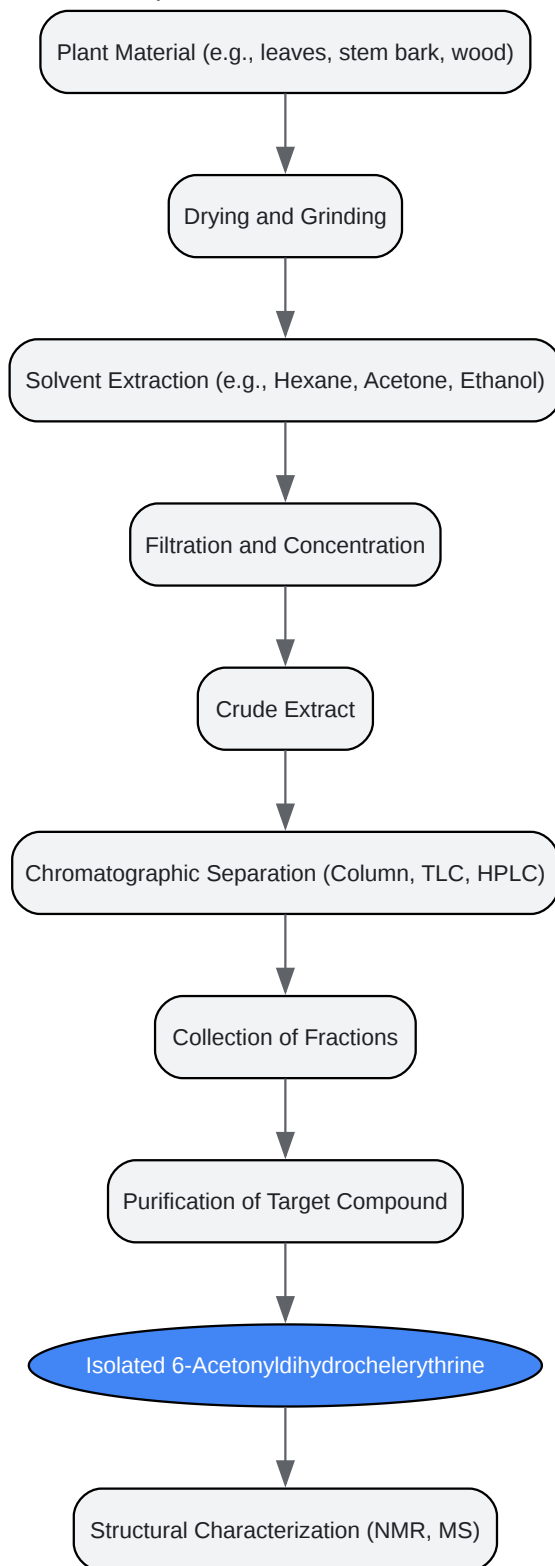 Plant Material (e.g., leaves, stem bark, wood)
Drying and Grinding
Solvent Extraction (e.g., Hexane, Acetone, Ethanol)
Filtration and Concentration
Crude Extract
Chromatographic Separation (Column, TLC, HPLC)
Collection of Fractions
Purification of Target Compound
Isolated 6-Acetonyldihydrochelerythrine
Structural Characterization (NMR, MS)